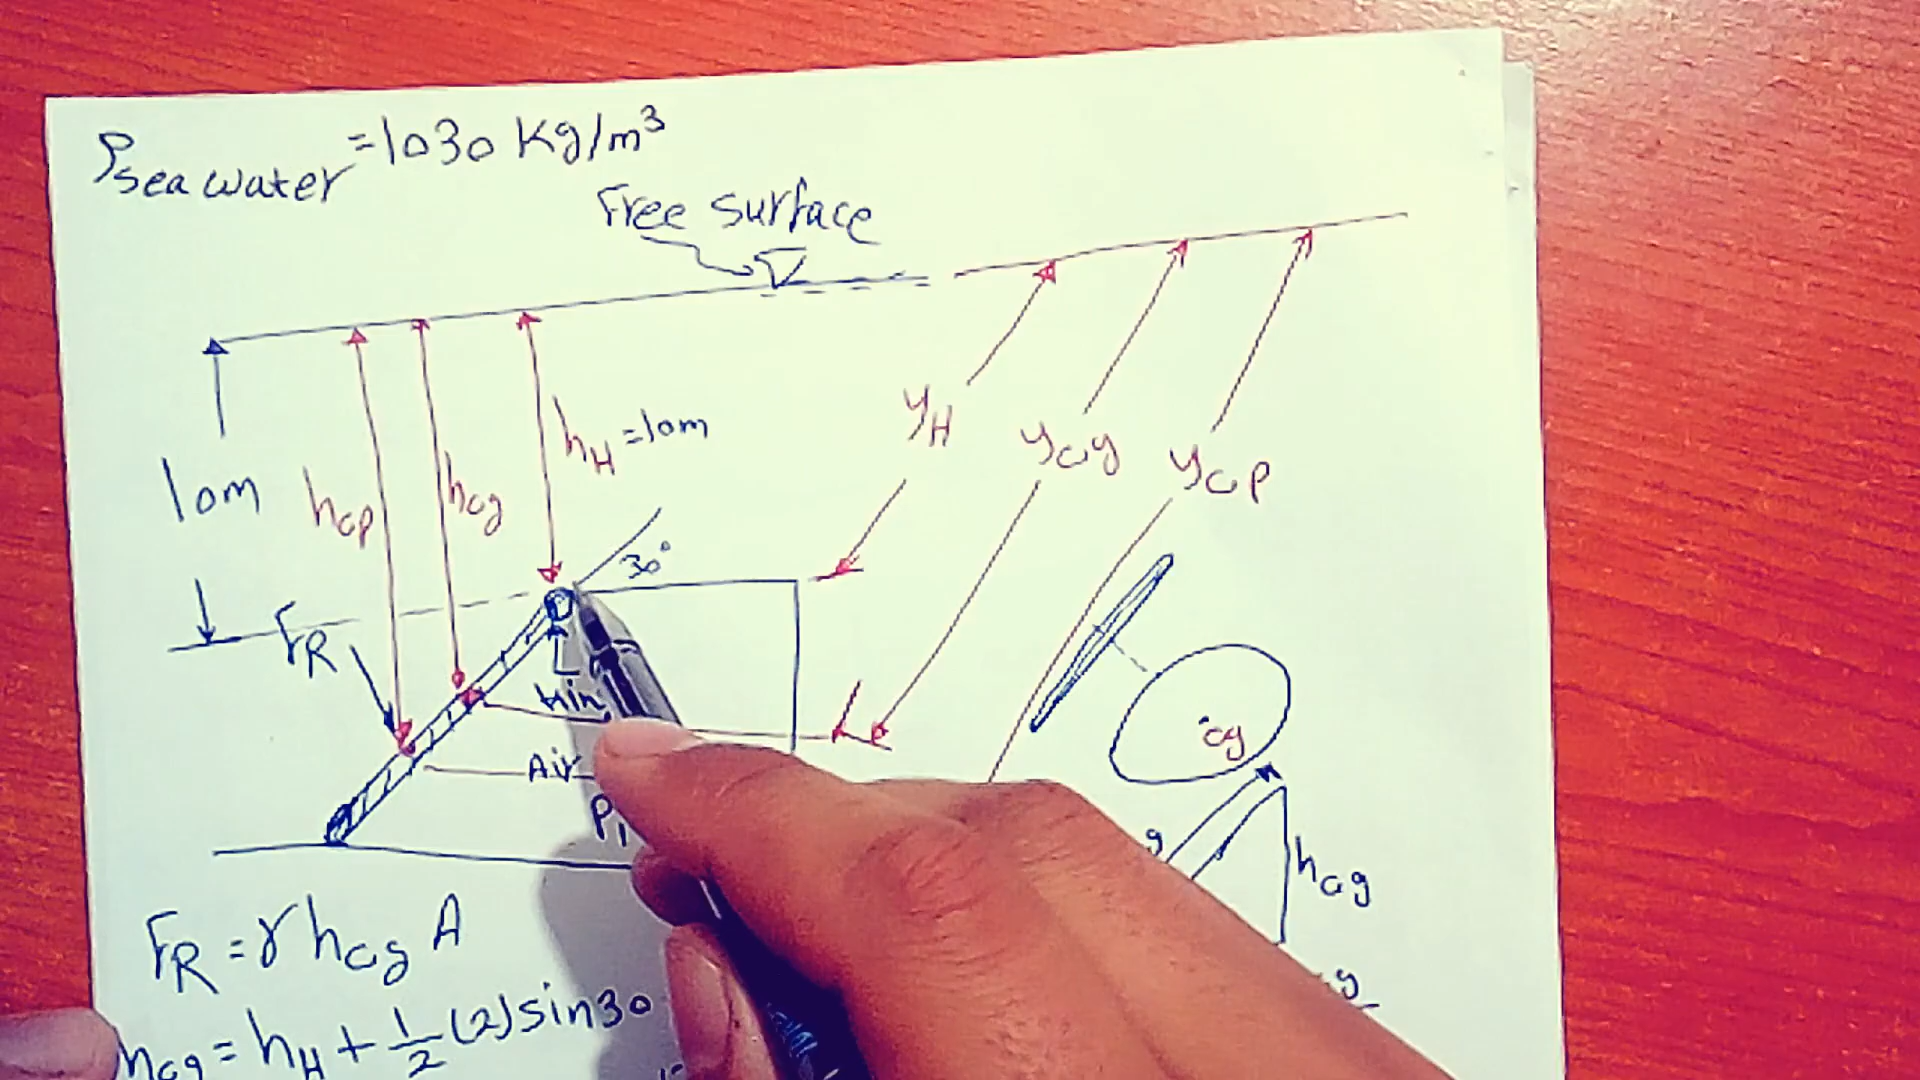 ρsea water = 1030 Kg/m³
Free surface
10m
hcp
hcg
hH = 10m
yH
ycg
ycp
30°
FR
Air
P1
cg
hcg
FR = γ hcg A
hcg = hH + 1/2 (2) sin30